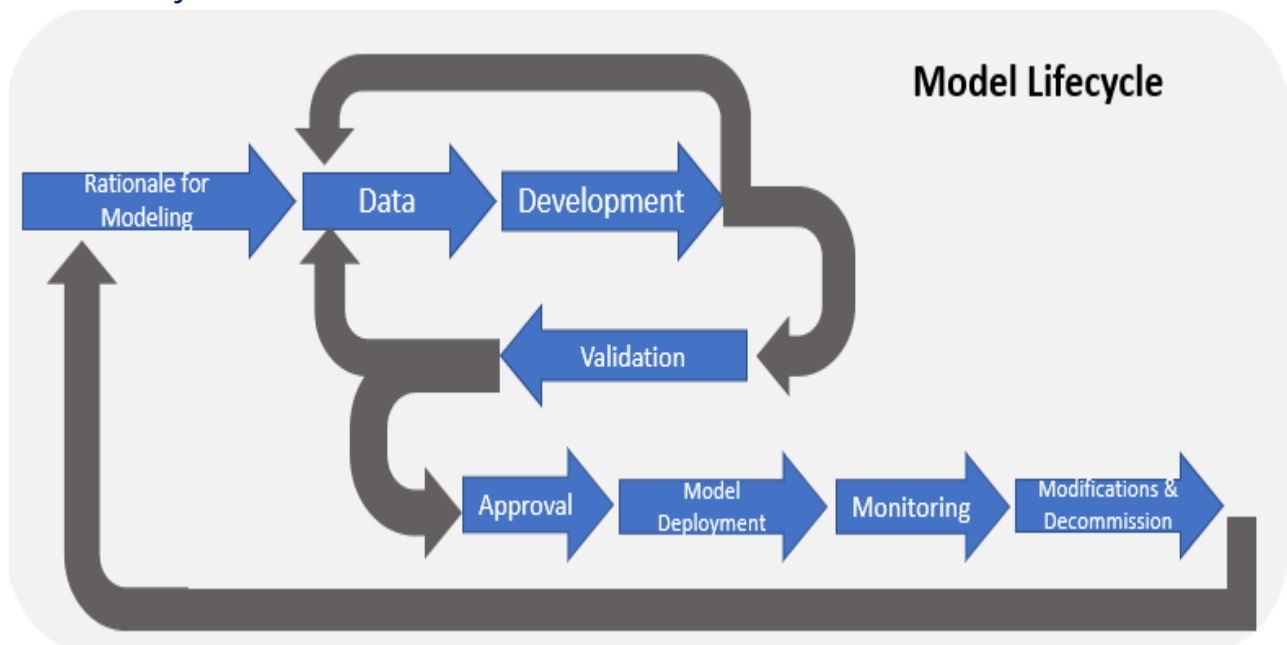 Model Lifecycle
Rationale for
Modeling
Data
Development
Validation
Approval
Model
Deployment
Monitoring
Modifications &
Decommission